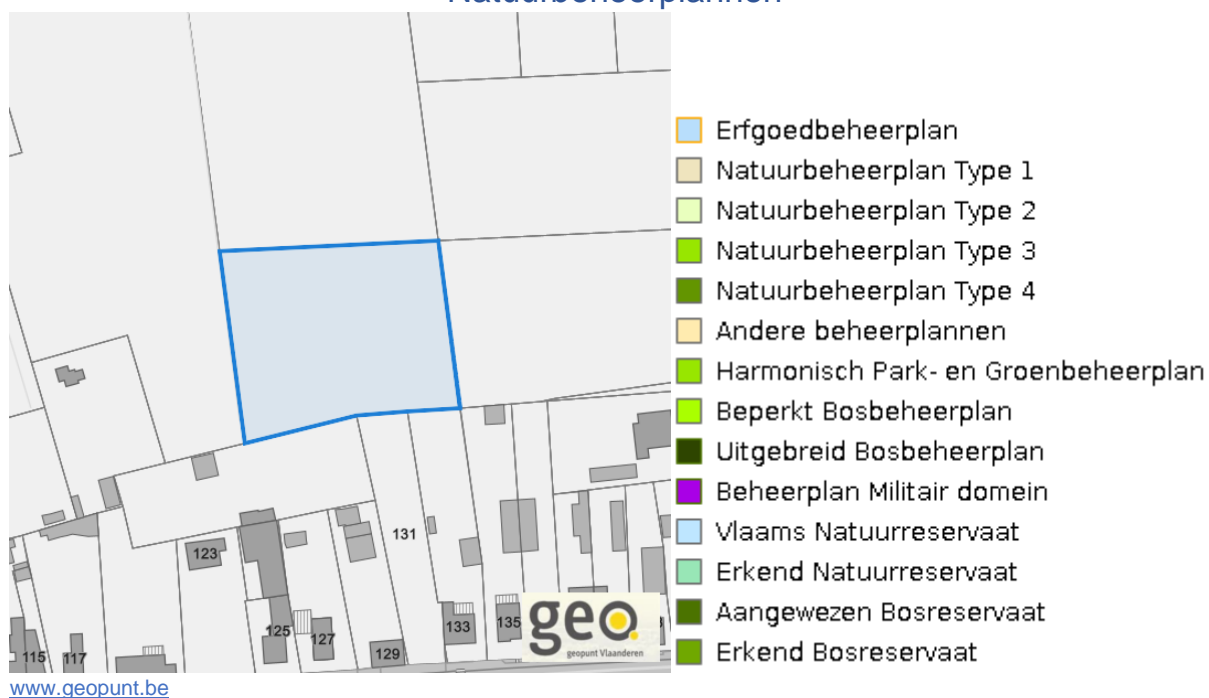 Natuurbeheerplannen
Erfgoedbeheerplan
Natuurbeheerplan Type 1
Natuurbeheerplan Type 2
Natuurbeheerplan Type 3
Natuurbeheerplan Type 4
Andere beheerplannen
Harmonisch Park- en Groenbeheerplan
Beperkt Bosbeheerplan
Uitgebreid Bosbeheerplan
Beheerplan Militair domein
Vlaams Natuurreservaat
Erkend Natuurreservaat
Aangewezen Bosreservaat
Erkend Bosreservaat
131
123
125
127
133
135
129
115
117
geo.
geopunt Vlaanderen
www.geopunt.be